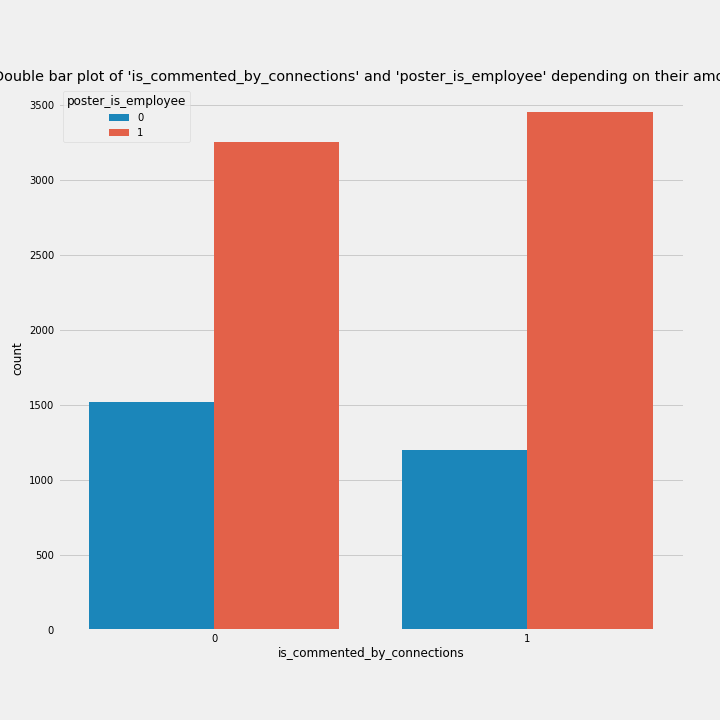 Double bar plot of 'is_commented_by_connections' and 'poster_is_employee' depending on their
poster_is_employee
0
1
3500
3000
2500
2000
1500
1000
500
0
count
0 1
is_commented_by_connections